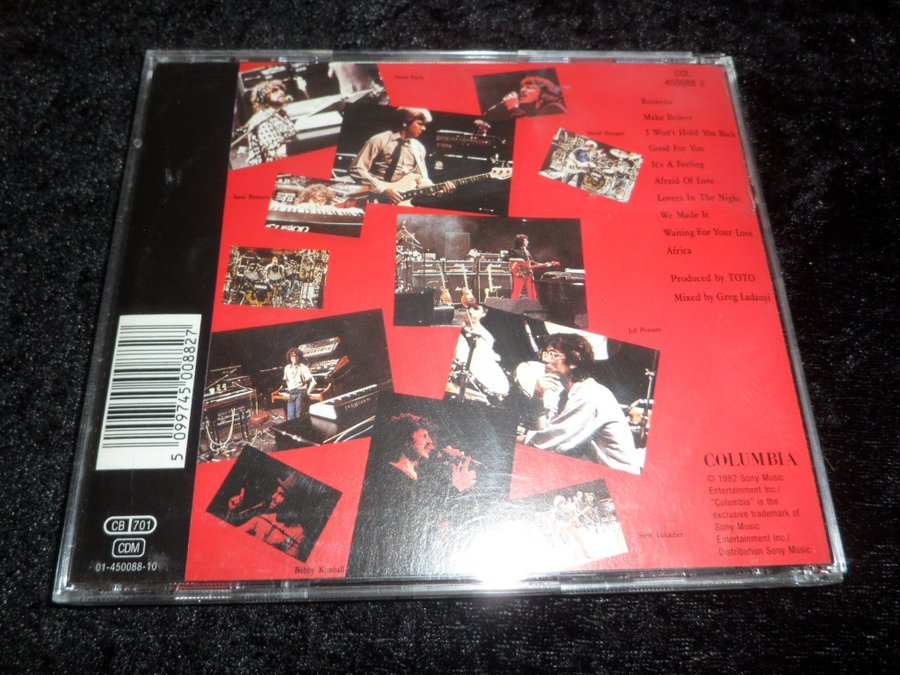 David Paich
COL
450088 2
Rosanna
Make Believe
I Won't Hold You Back
Good For You
It's A Feeling
Afraid Of Love
Lovers In The Night
We Made It
Waiting For Your Love
Africa
Produced by TOTO
Mixed by Greg Ladanyi
David Hungate
Steve Porcaro
Jeff Porcaro
Steve Lukather
Bobby Kimball
COLUMBIA
© 1982 Sony Music
Entertainment Inc./
"Columbia" is the
exclusive trademark of
Sony Music
Entertainment Inc./
Distribution Sony Music
5 099745 008827
CB 701
CDM
01-450088-10